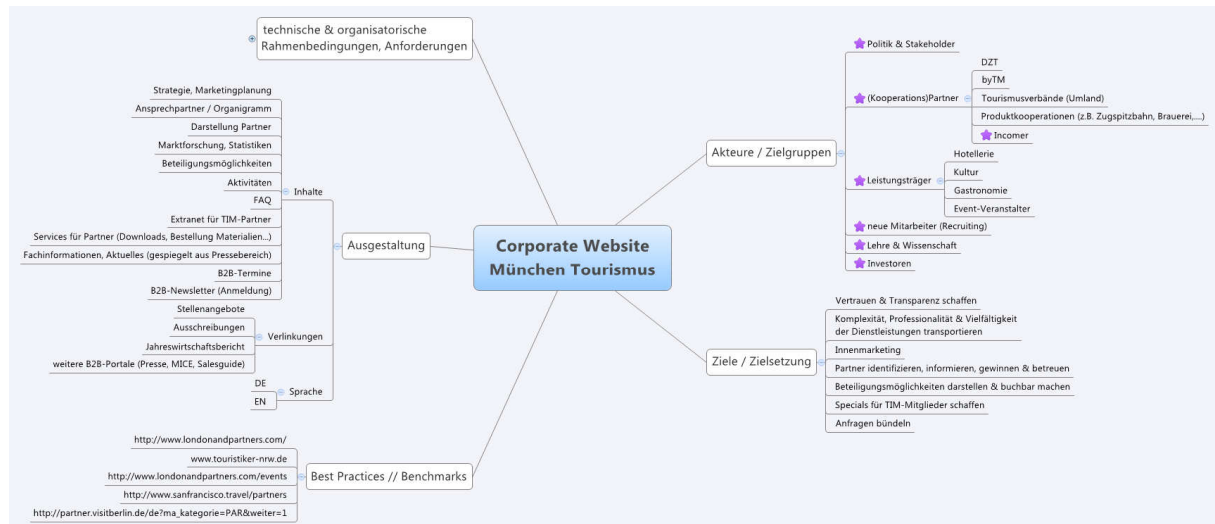 Corporate Website
München Tourismus
technische & organisatorische
Rahmenbedingungen, Anforderungen
Ausgestaltung
Inhalte
Strategie, Marketingplanung
Ansprechpartner / Organigramm
Darstellung Partner
Marktforschung, Statistiken
Beteiligungsmöglichkeiten
Aktivitäten
FAQ
Extranet für TIM-Partner
Services für Partner (Downloads, Bestellung Materialien...)
Fachinformationen, Aktuelles (gespiegelt aus Pressebereich)
B2B-Termine
B2B-Newsletter (Anmeldung)
Verlinkungen
Stellenangebote
Ausschreibungen
Jahreswirtschaftsbericht
weitere B2B-Portale (Presse, MICE, Salesguide)
Sprache
DE
EN
Best Practices // Benchmarks
http://www.londonandpartners.com/
www.touristiker-nrw.de
http://www.londonandpartners.com/events
http://www.sanfrancisco.travel/partners
http://partner.visitberlin.de/de?ma_kategorie=PAR&weiter=1
Akteure / Zielgruppen
Politik & Stakeholder
(Kooperations)Partner
DZT
byTM
Tourismusverbände (Umland)
Produktkooperationen (z.B. Zugspitzbahn, Brauerei,....)
Incomer
Leistungsträger
Hotellerie
Kultur
Gastronomie
Event-Veranstalter
neue Mitarbeiter (Recruiting)
Lehre & Wissenschaft
Investoren
Ziele / Zielsetzung
Vertrauen & Transparenz schaffen
Komplexität, Professionalität & Vielfältigkeit
der Dienstleistungen transportieren
Innenmarketing
Partner identifizieren, informieren, gewinnen & betreuen
Beteiligungsmöglichkeiten darstellen & buchbar machen
Specials für TIM-Mitglieder schaffen
Anfragen bündeln